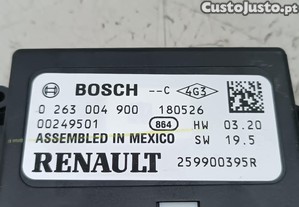 CustoJusto.pt
BOSCH --C 4G3
0 263 004 900 180526
00249501 864 HW 03.20
ASSEMBLED IN MEXICO SW 19.5
RENAULT 259900395R